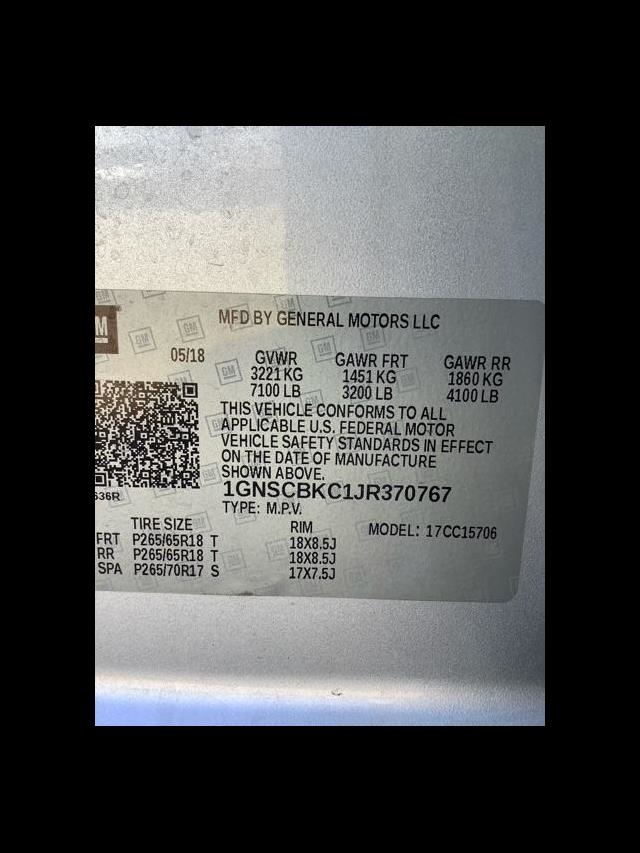 GM
MFD BY GENERAL MOTORS LLC
05/18 GVWR GAWR FRT GAWR RR
3221 KG 1451 KG 1860 KG
7100 LB 3200 LB 4100 LB
THIS VEHICLE CONFORMS TO ALL
APPLICABLE U.S. FEDERAL MOTOR
VEHICLE SAFETY STANDARDS IN EFFECT
ON THE DATE OF MANUFACTURE
SHOWN ABOVE.
1GNSCBKC1JR370767
636R
TYPE: M.P.V.
TIRE SIZE RIM MODEL: 17CC15706
FRT P265/65R18 T 18X8.5J
RR P265/65R18 T 18X8.5J
SPA P265/70R17 S 17X7.5J